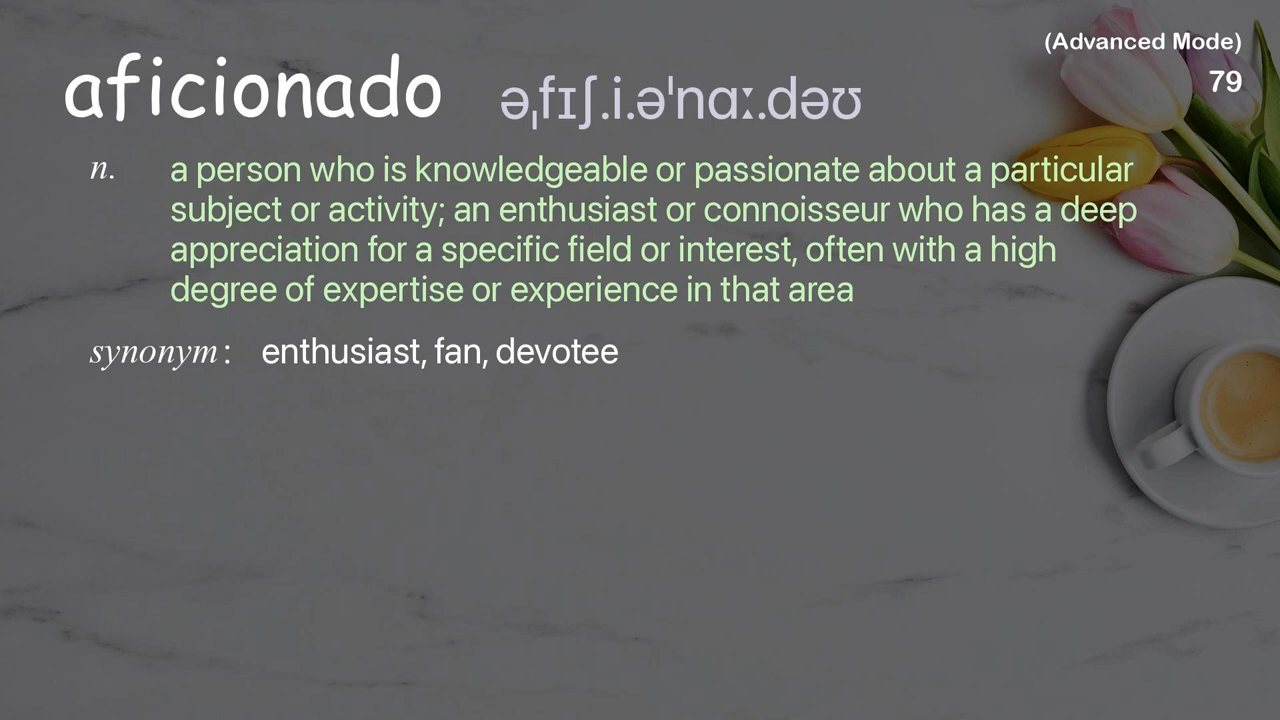 (Advanced Mode)
79
aficionado əˌfɪʃ.i.əˈnɑː.dəʊ
n. a person who is knowledgeable or passionate about a particular
subject or activity; an enthusiast or connoisseur who has a deep
appreciation for a specific field or interest, often with a high
degree of expertise or experience in that area
synonym : enthusiast, fan, devotee